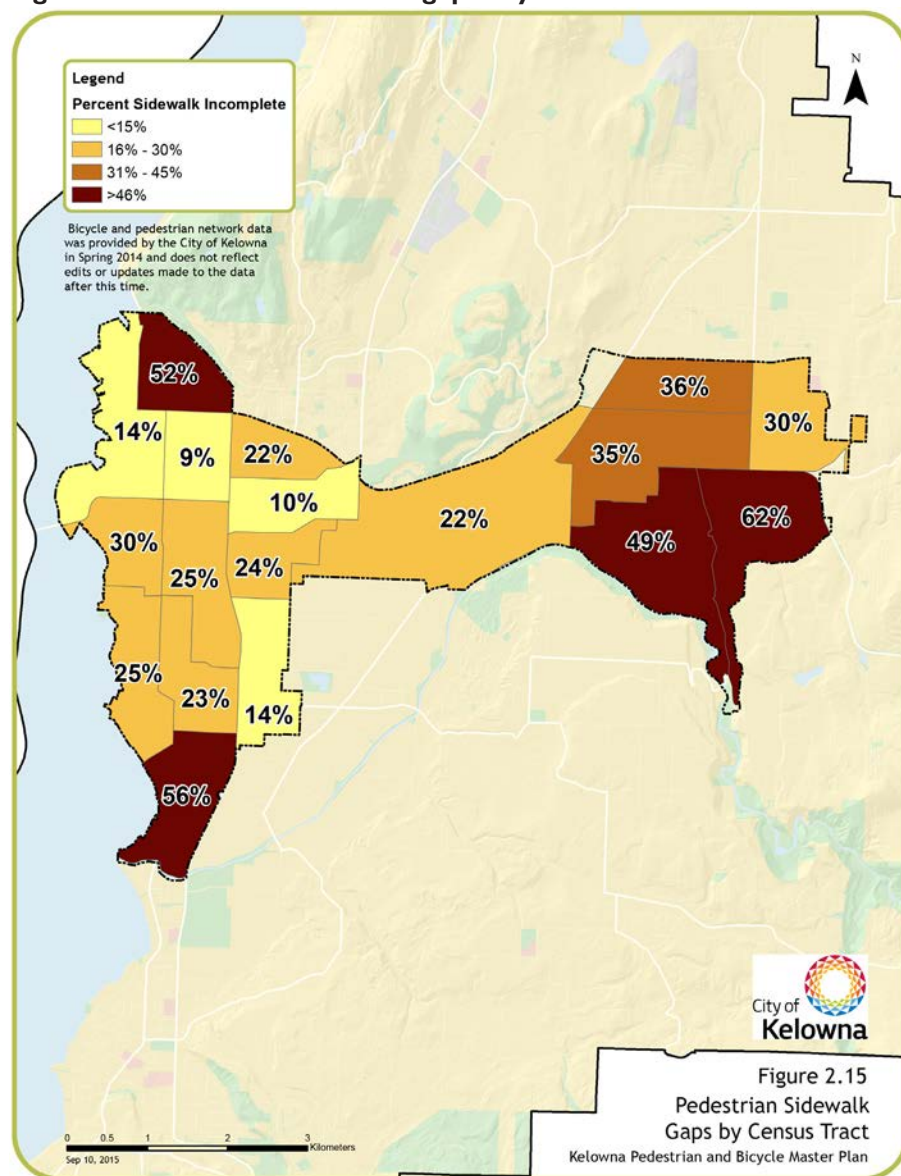 Legend
Percent Sidewalk Incomplete
<15%
16% - 30%
31% - 45%
>46%
Bicycle and pedestrian network data
was provided by the City of Kelowna
in Spring 2014 and does not reflect
edits or updates made to the data
after this time.
N
52%
14%
9%
22%
10%
36%
30%
35%
22%
49%
62%
30%
25%
24%
25%
23%
14%
56%
City of
Kelowna
Figure 2.15
Pedestrian Sidewalk
Gaps by Census Tract
Kelowna Pedestrian and Bicycle Master Plan
0 0.5 1 2 3
Kilometers
Sep 10, 2015